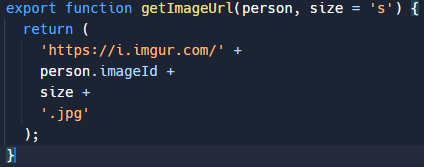 export function getImageUrl(person, size = 's') {
  return (
    'https://i.imgur.com/' +
    person.imageId +
    size +
    '.jpg'
  );
}